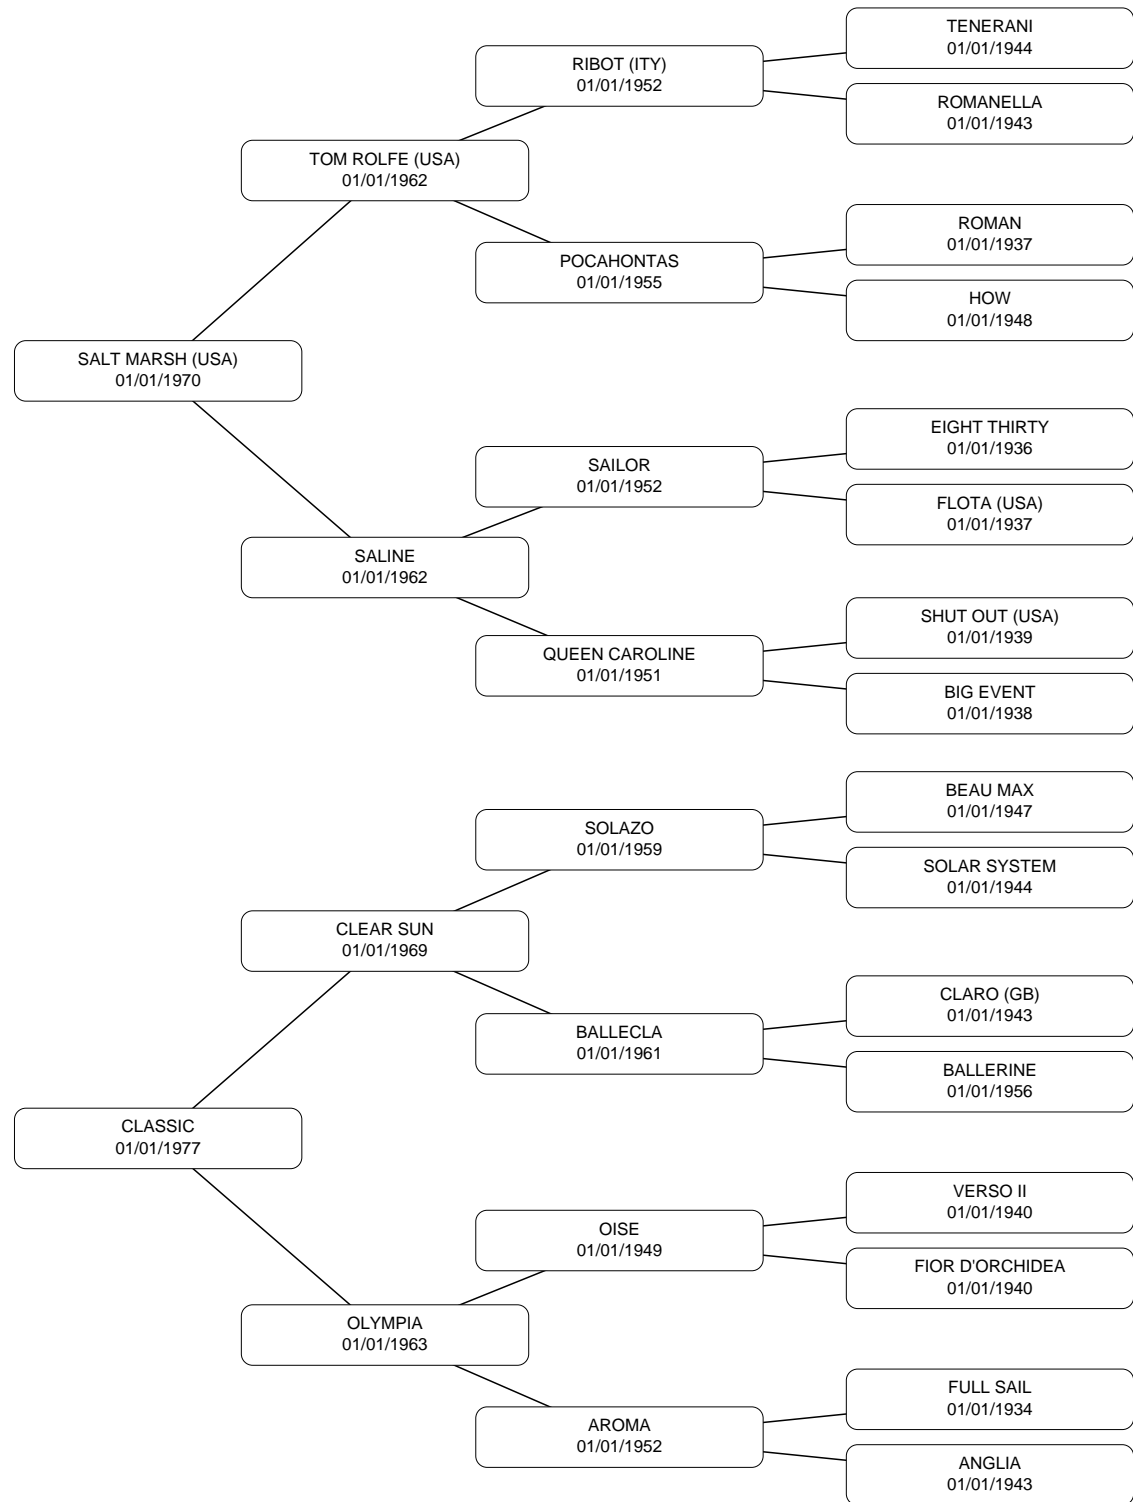 TENERANI
01/01/1944
RIBOT (ITY)
01/01/1952
ROMANELLA
01/01/1943
TOM ROLFE (USA)
01/01/1962
ROMAN
01/01/1937
POCAHONTAS
01/01/1955
HOW
01/01/1948
SALT MARSH (USA)
01/01/1970
EIGHT THIRTY
01/01/1936
SAILOR
01/01/1952
FLOTA (USA)
01/01/1937
SALINE
01/01/1962
SHUT OUT (USA)
01/01/1939
QUEEN CAROLINE
01/01/1951
BIG EVENT
01/01/1938
BEAU MAX
01/01/1947
SOLAZO
01/01/1959
SOLAR SYSTEM
01/01/1944
CLEAR SUN
01/01/1969
CLARO (GB)
01/01/1943
BALLECLA
01/01/1961
BALLERINE
01/01/1956
CLASSIC
01/01/1977
VERSO II
01/01/1940
OISE
01/01/1949
FIOR D'ORCHIDEA
01/01/1940
OLYMPIA
01/01/1963
FULL SAIL
01/01/1934
AROMA
01/01/1952
ANGLIA
01/01/1943